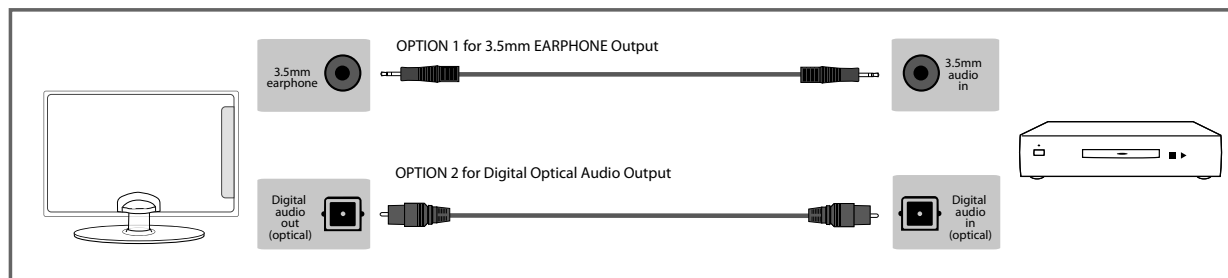 OPTION 1 for 3.5mm EARPHONE Output
3.5mm
earphone
3.5mm
audio
in
OPTION 2 for Digital Optical Audio Output
Digital
audio
out
(optical)
Digital
audio
in
(optical)